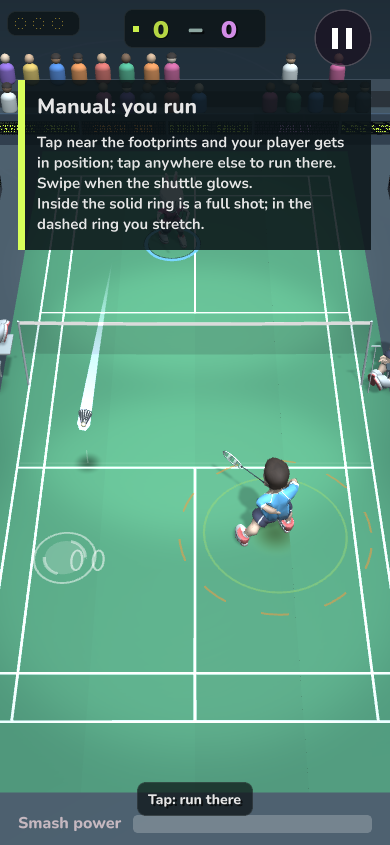 0 – 0
Manual: you run
Tap near the footprints and your player gets
in position; tap anywhere else to run there.
Swipe when the shuttle glows.
Inside the solid ring is a full shot; in the
dashed ring you stretch.
Tap: run there
Smash power